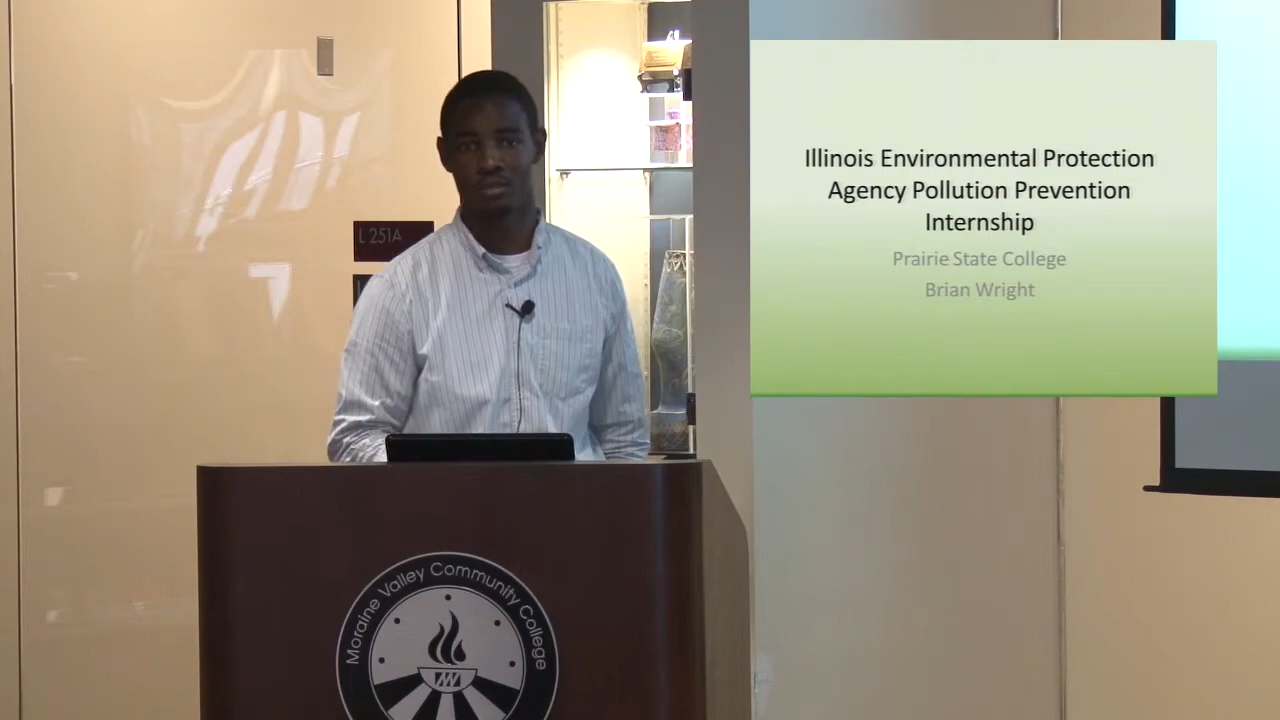 L 251A
Illinois Environmental Protection
Agency Pollution Prevention
Internship
Prairie State College
Brian Wright
Moraine Valley Community College